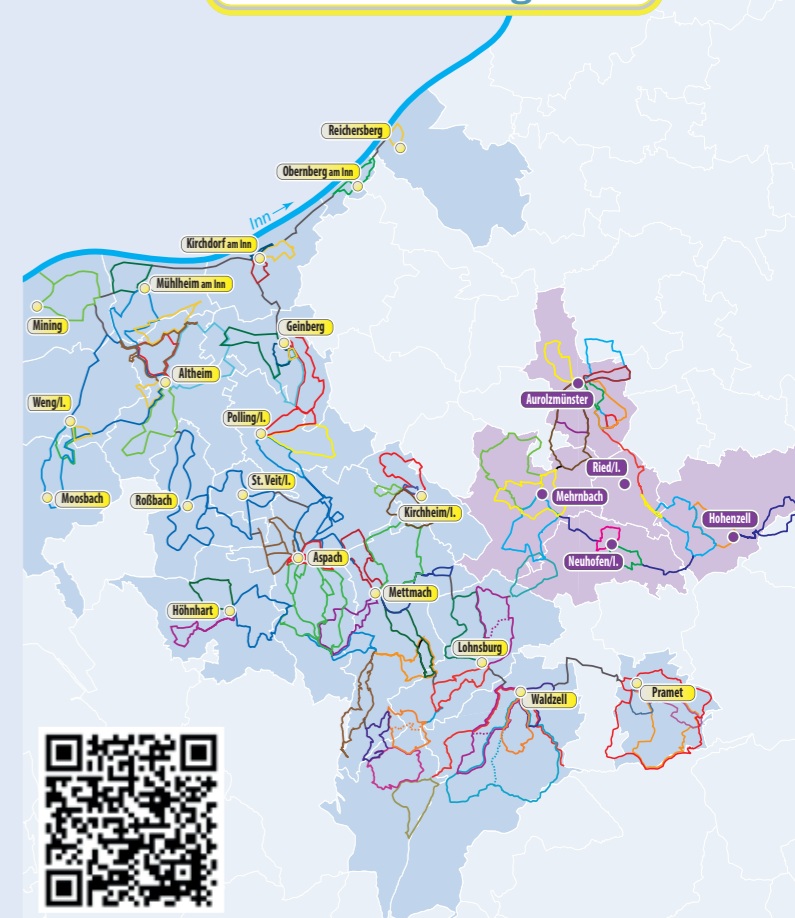 Reichersberg
Obernberg am Inn
Inn
Kirchdorf am Inn
Mühlheim am Inn
Mining
Geinberg
Altheim
Weng/I.
Polling/I.
Aurolzmünster
Ried/I.
St. Veit/I.
Moosbach
Roßbach
Kirchheim/I.
Mehrnbach
Hohenzell
Aspach
Neuhofen/I.
Mettmach
Höhnhart
Lohnsburg
Waldzell
Pramet